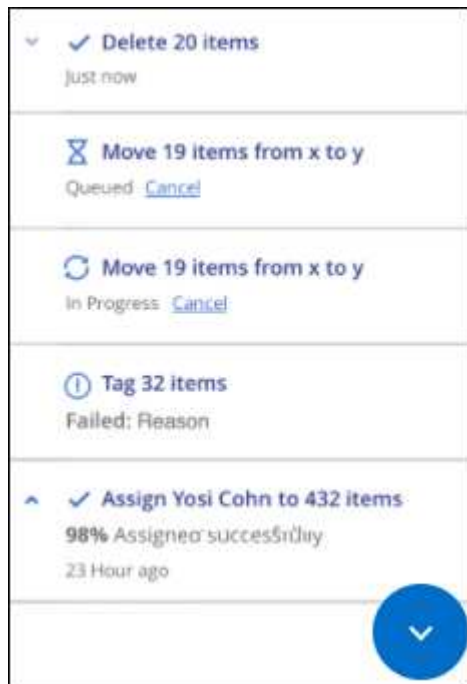 Delete 20 items
Just now
Move 19 items from x to y
Queued Cancel
Move 19 items from x to y
In Progress Cancel
Tag 32 items
Failed: Reason
Assign Yosi Cohn to 432 items
98% Assigned
23 Hour ago